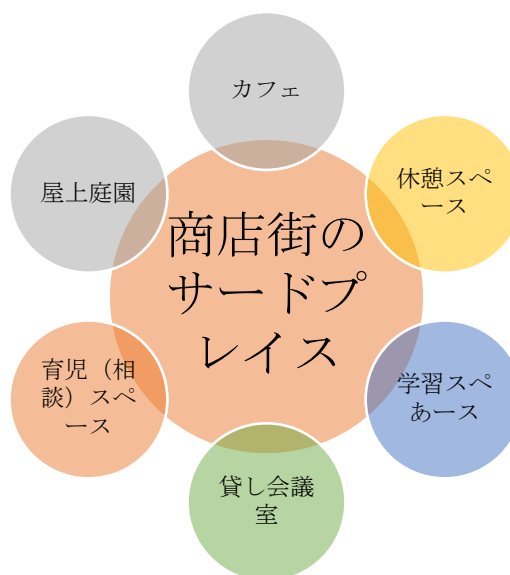 カフェ
休憩スペ
ース
学習スペ
あース
貸し会議
室
育児（相
談）スペ
ース
屋上庭園
商店街の
サードプ
レイス